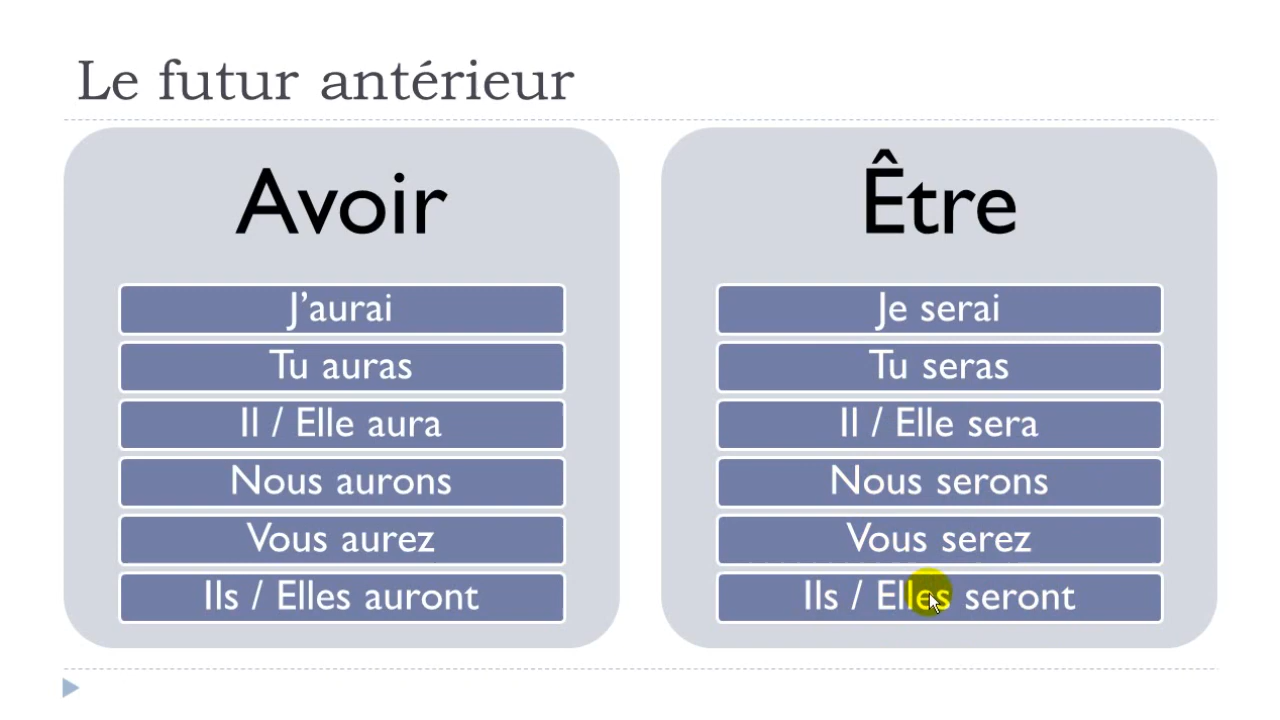 Le futur antérieur
Avoir
J’aurai
Tu auras
Il / Elle aura
Nous aurons
Vous aurez
Ils / Elles auront
Être
Je serai
Tu seras
Il / Elle sera
Nous serons
Vous serez
Ils / Elles seront